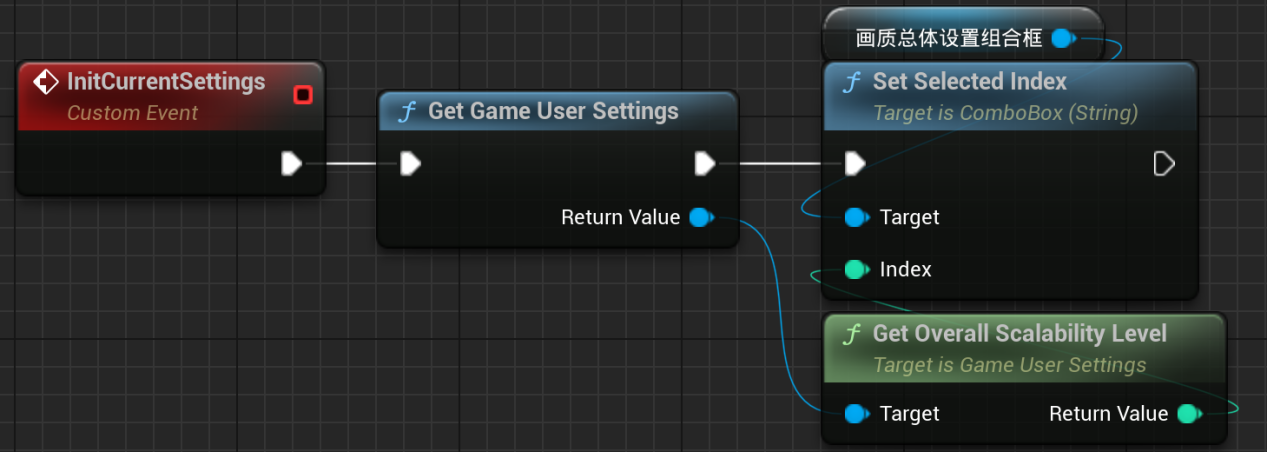 画质总体设置组合框
InitCurrentSettings
Custom Event
f Get Game User Settings
Return Value
f Set Selected Index
Target is ComboBox (String)
Target
Index
f Get Overall Scalability Level
Target is Game User Settings
Target
Return Value